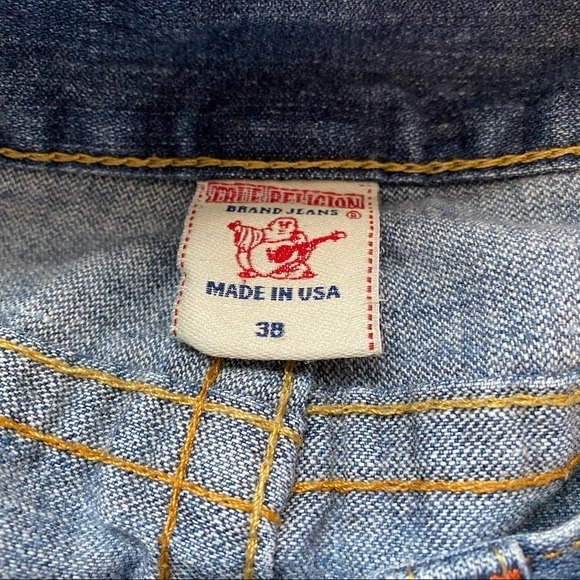 TRUE RELIGION
BRAND JEANS ®
MADE IN USA
38